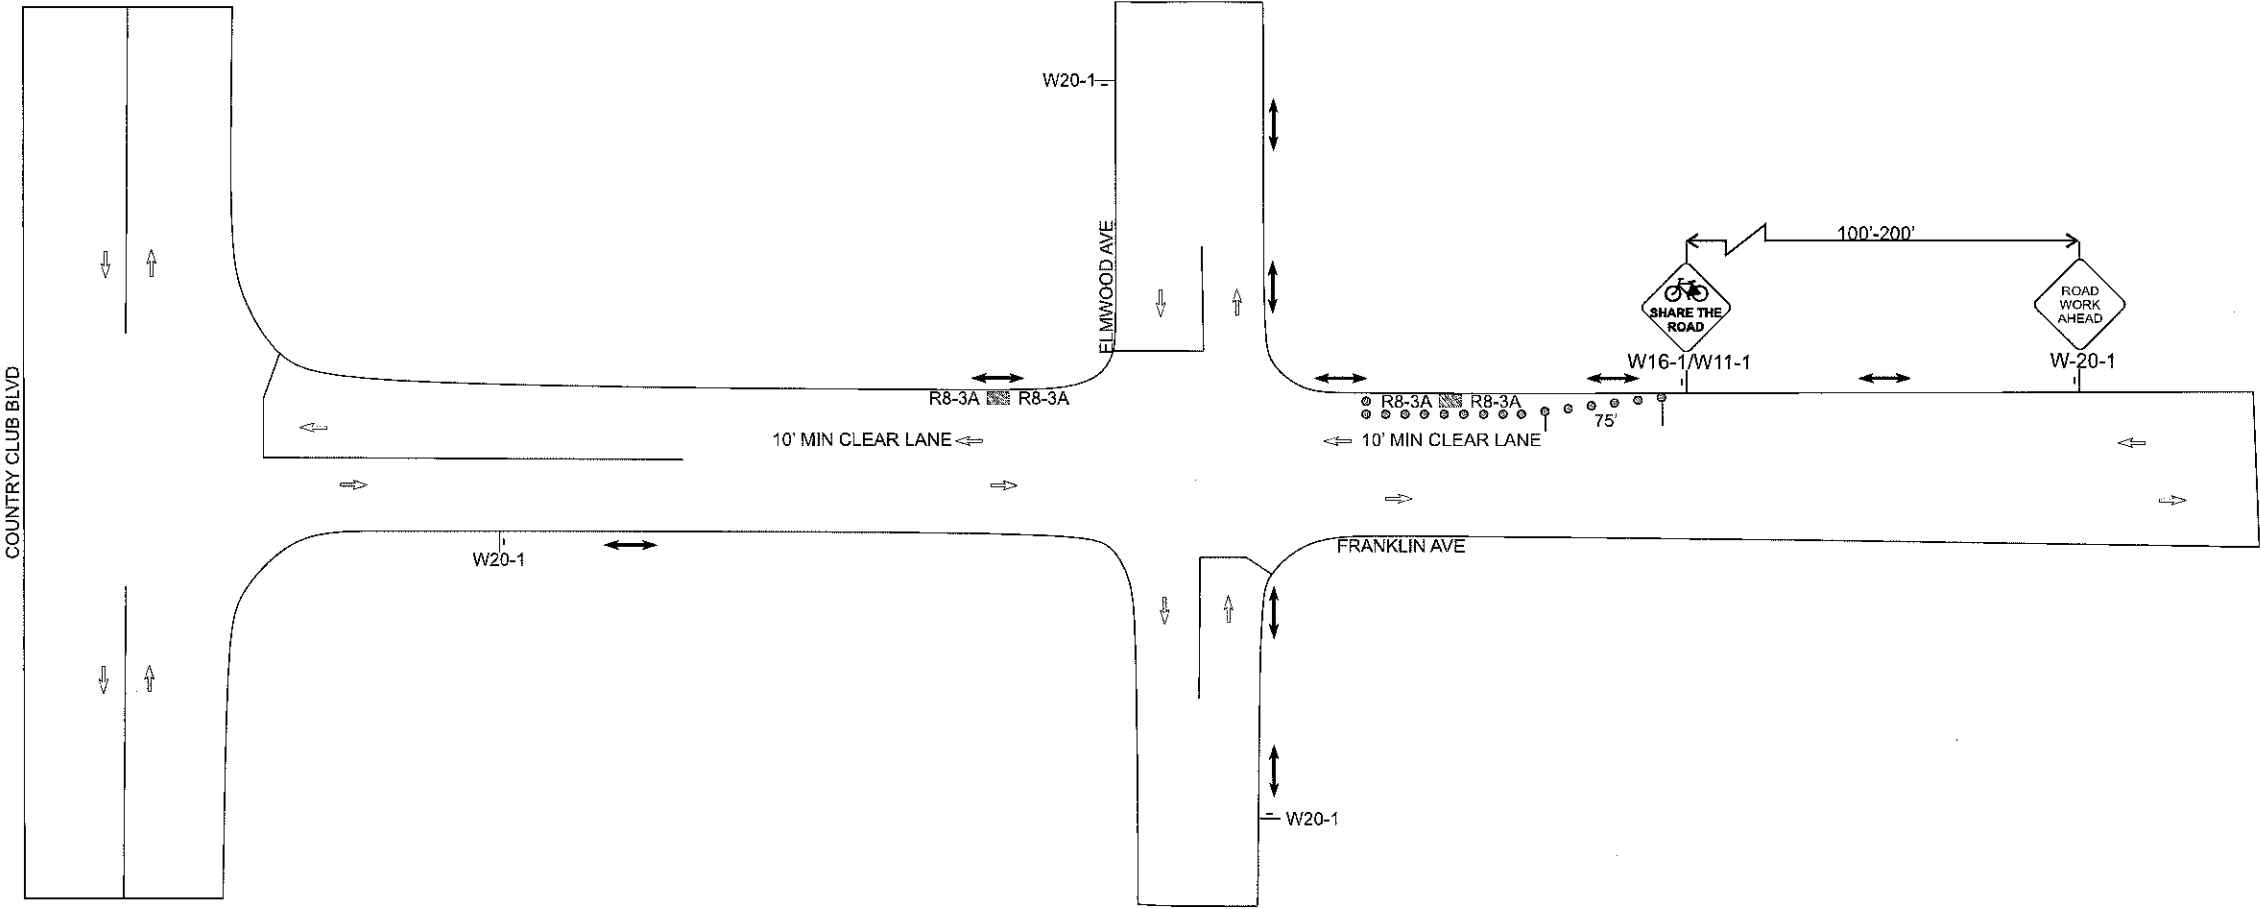 W20-1
ELMWOOD AVE
100'-200'
SHARE THE
ROAD
ROAD
WORK
AHEAD
W16-1/W11-1
W-20-1
COUNTRY CLUB BLVD
R8-3A R8-3A
R8-3A R8-3A
75'
10' MIN CLEAR LANE
10' MIN CLEAR LANE
W20-1
FRANKLIN AVE
W20-1